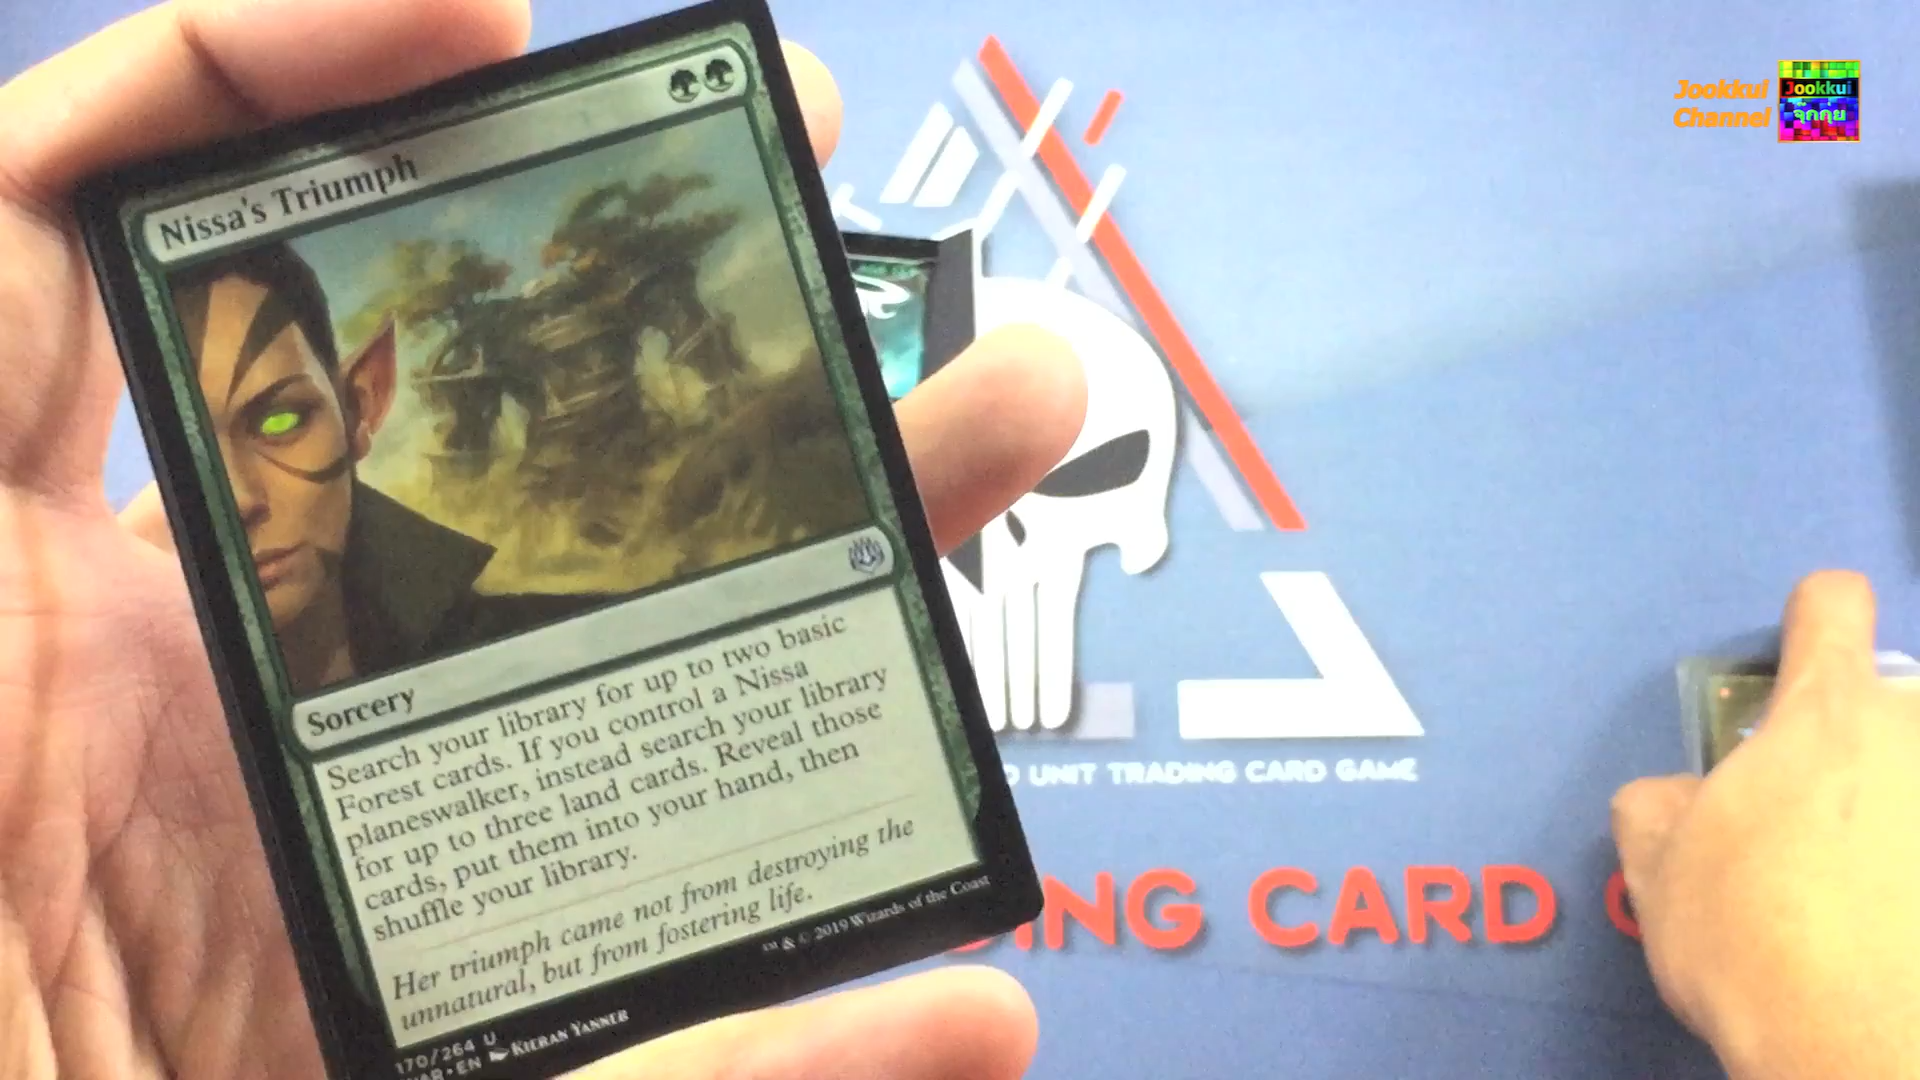 Nissa's Triumph
Sorcery
Search your library for up to two basic
Forest cards. If you control a Nissa
planeswalker, instead search your library
for up to three land cards. Reveal those
cards, put them into your hand, then
shuffle your library.
Her triumph came not from destroying the
unnatural, but from fostering life.
170/264 U
WAR • EN KIERAN YANNER
™ & © 2019 Wizards of the Coast
UNIT TRADING CARD GAME
CARD
Jookkui
Channel
Jookkui
จุ๊กกุ่ย